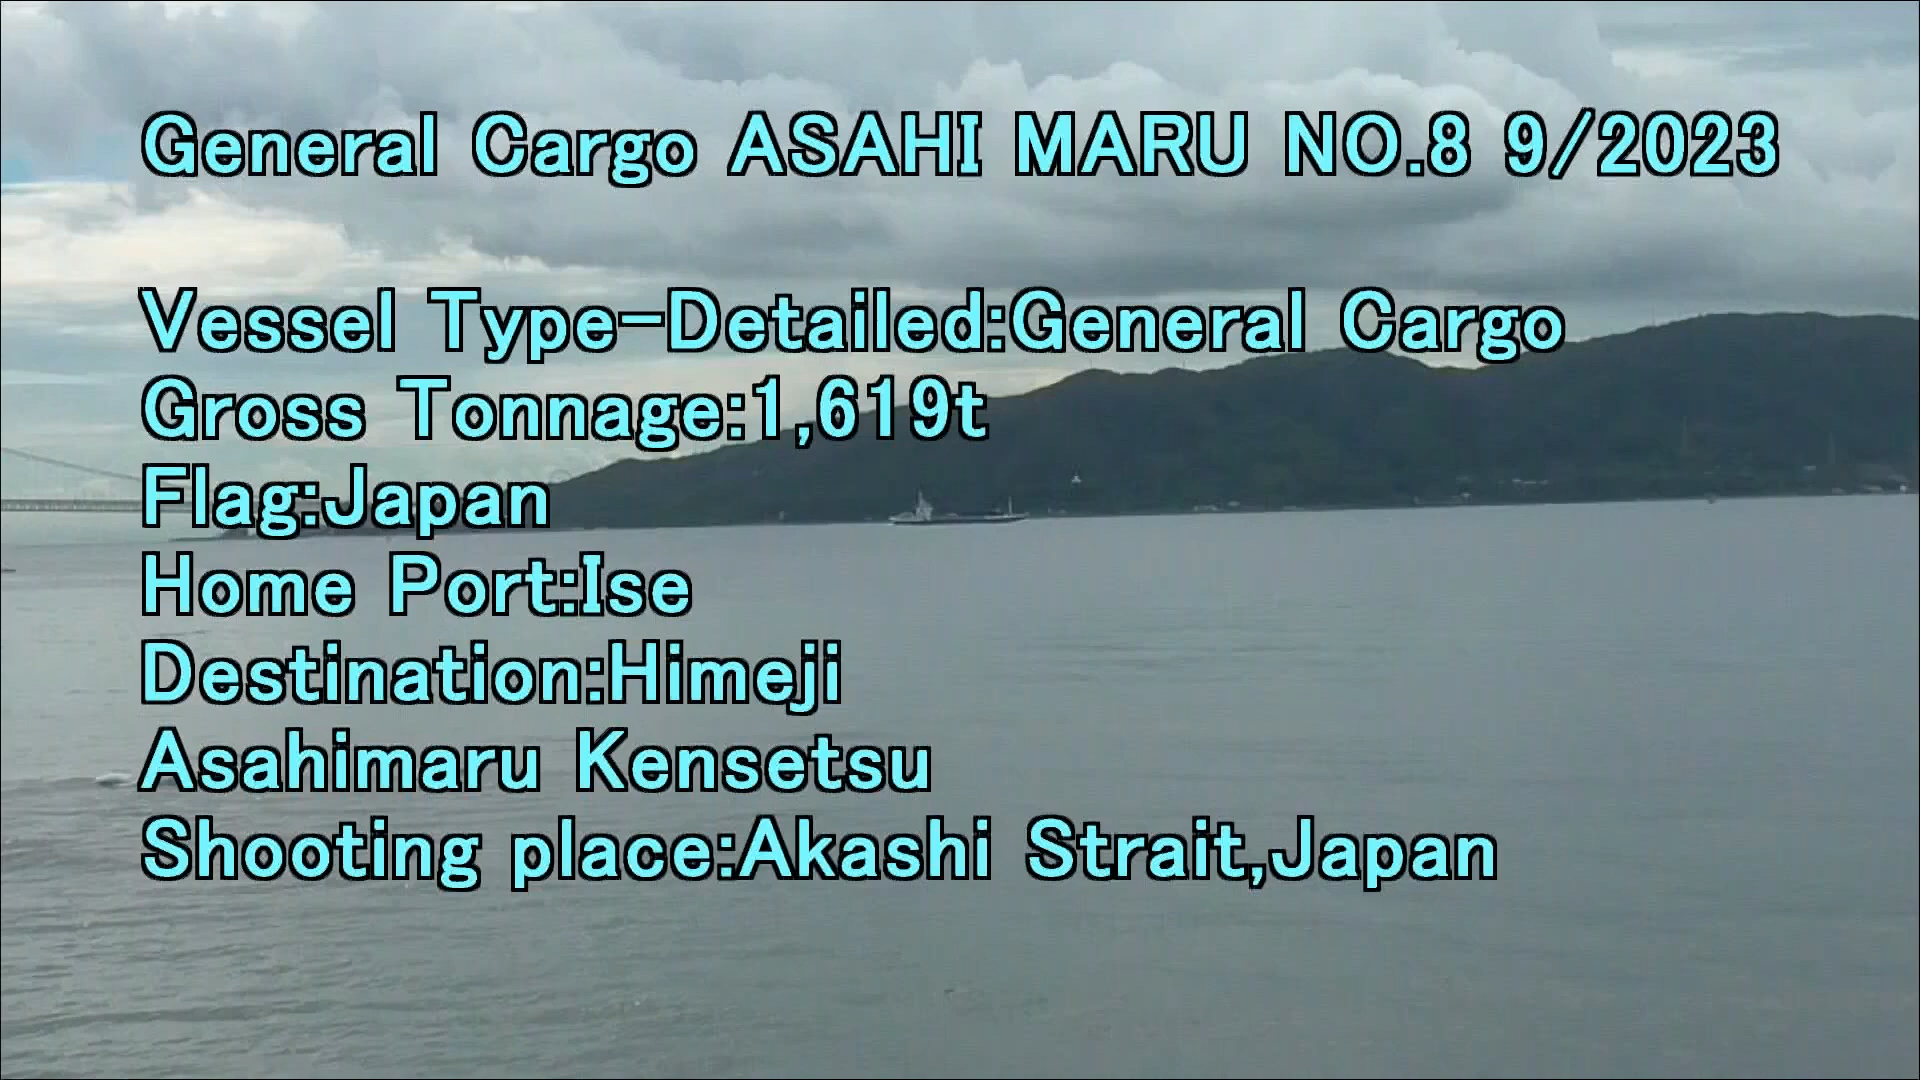 General Cargo ASAHI MARU NO.8 9/2023
Vessel Type-Detailed:General Cargo
Gross Tonnage:1,619t
Flag:Japan
Home Port:Ise
Destination:Himeji
Asahimaru Kensetsu
Shooting place:Akashi Strait,Japan